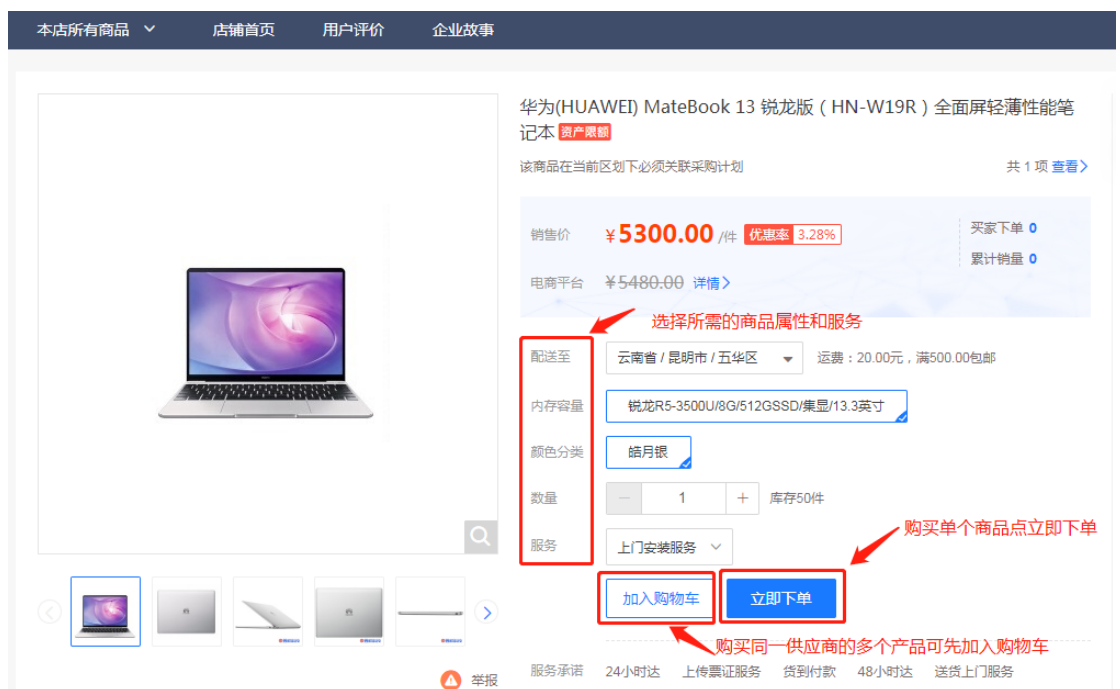 本店所有商品 店铺首页 用户评价 企业故事
华为(HUAWEI) MateBook 13 锐龙版（HN-W19R）全面屏轻薄性能笔
记本 资产限额
该商品在当前区划下必须关联采购计划 共 1 项 查看
销售价 ¥5300.00 /件 优惠率 3.28% 买家下单 0
累计销量 0
电商平台 ¥5480.00 详情
选择所需的商品属性和服务
配送至 云南省 / 昆明市 / 五华区 运费：20.00元，满500.00包邮
内存容量 锐龙R5-3500U/8G/512GSSD/集显/13.3英寸
颜色分类 皓月银
数量 1 库存50件
购买单个商品点立即下单
服务 上门安装服务
加入购物车 立即下单
购买同一供应商的多个产品可先加入购物车
服务承诺 24小时达 上传票证服务 货到付款 48小时达 送货上门服务
举报